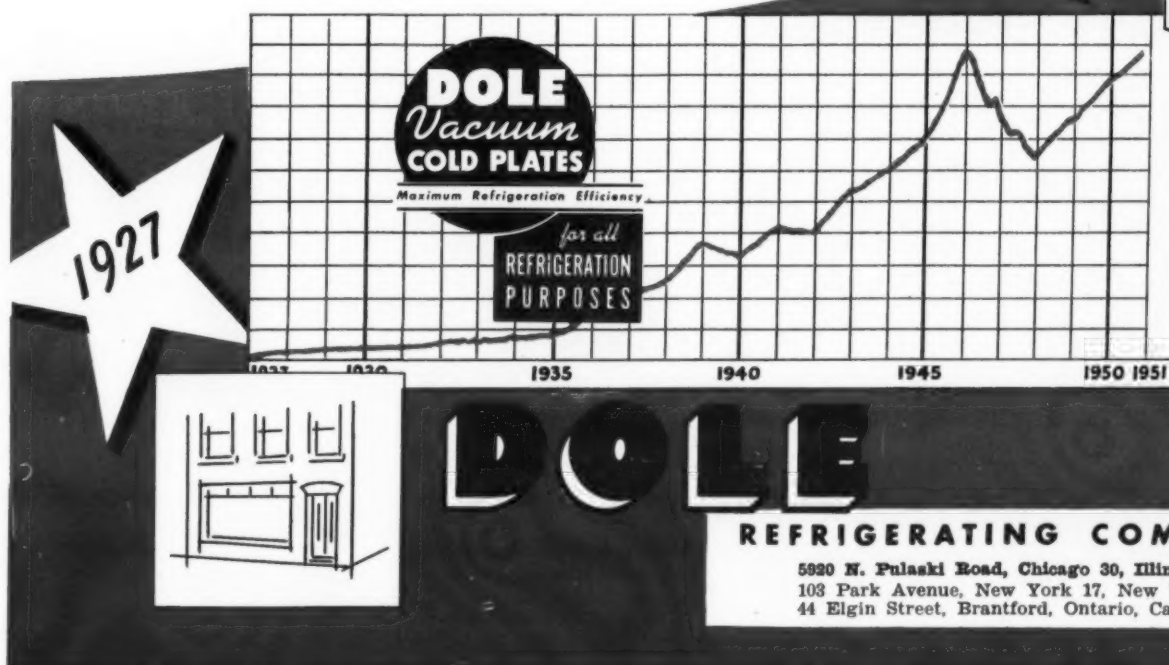 DOLE
Vacuum
COLD PLATES
Maximum Refrigeration Efficiency
for all
REFRIGERATION
PURPOSES
1927
1927 1930 1935 1940 1945 1950 1951
DOLE
REFRIGERATING COM
5920 N. Pulaski Road, Chicago 30, Illin
103 Park Avenue, New York 17, New
44 Elgin Street, Brantford, Ontario, Ca